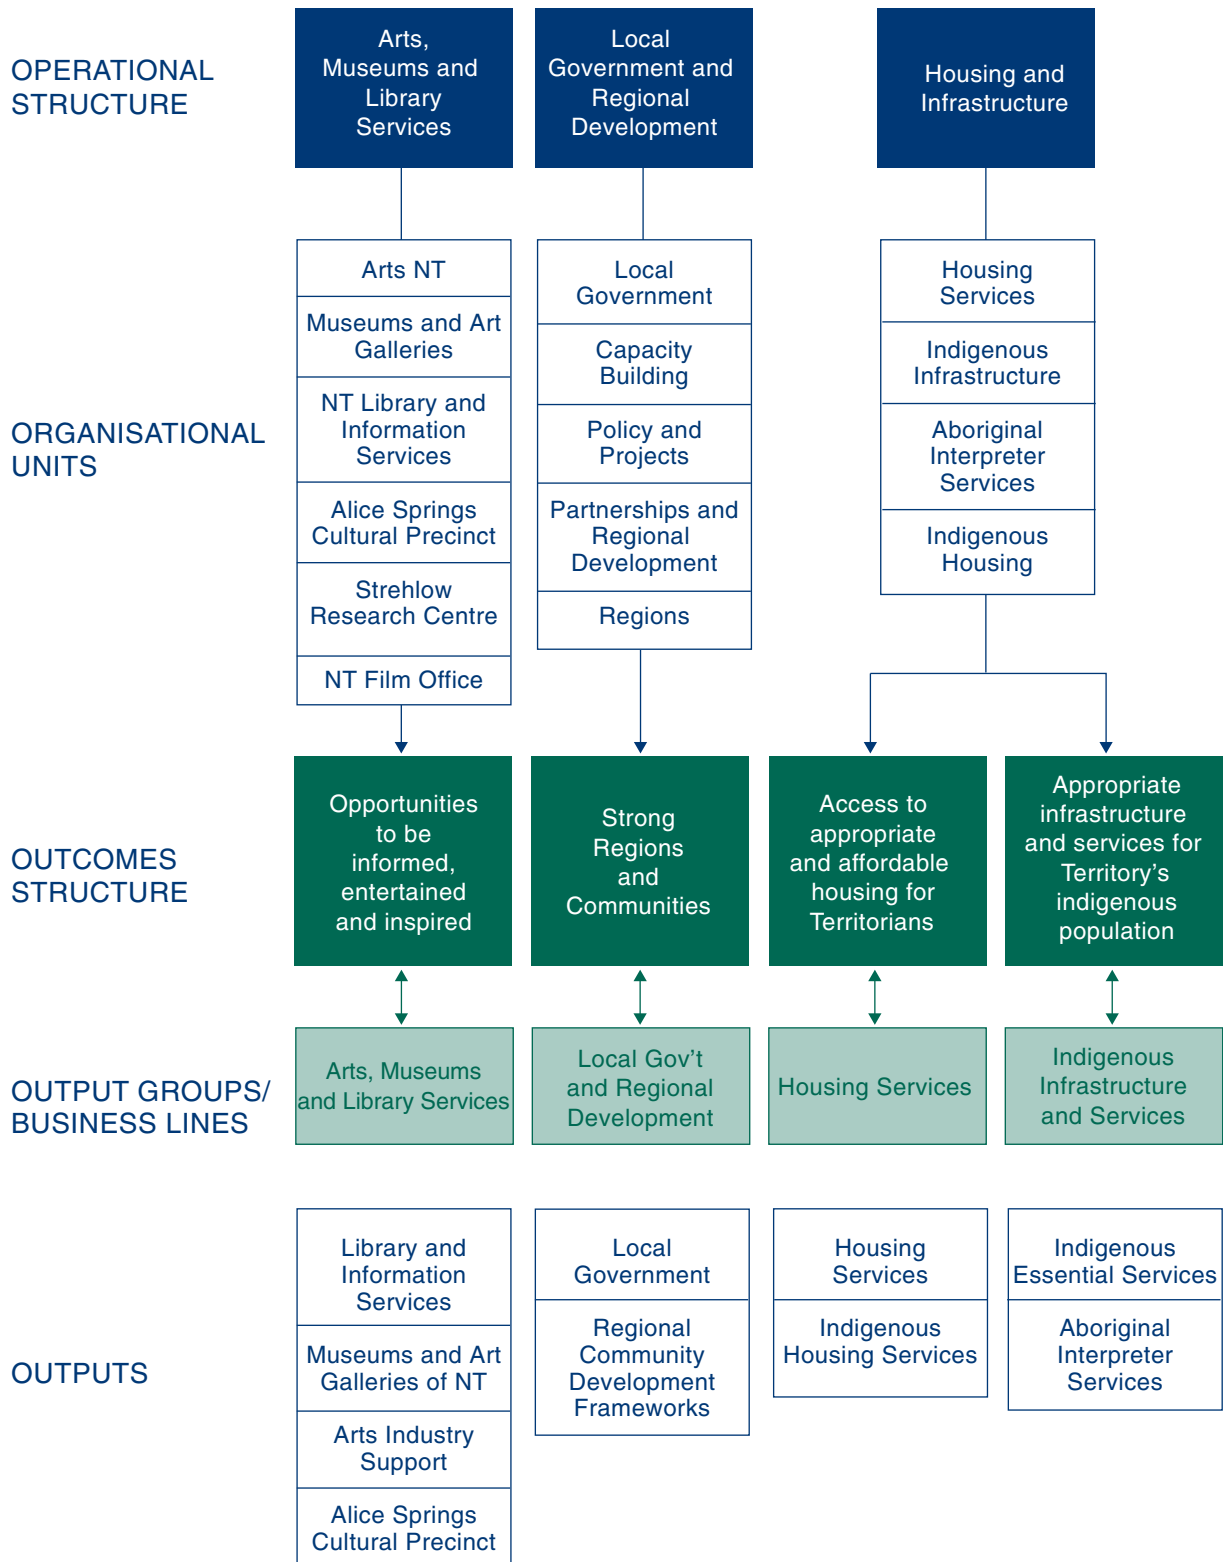 OPERATIONAL
STRUCTURE
Arts,
Museums and
Library
Services
Local
Government and
Regional
Development
Housing and
Infrastructure
ORGANISATIONAL
UNITS
Arts NT
Museums and Art
Galleries
NT Library and
Information
Services
Alice Springs
Cultural Precinct
Strehlow
Research Centre
NT Film Office
Local
Government
Capacity
Building
Policy and
Projects
Partnerships and
Regional
Development
Regions
Housing
Services
Indigenous
Infrastructure
Aboriginal
Interpreter
Services
Indigenous
Housing
OUTCOMES
STRUCTURE
Opportunities
to be
informed,
entertained
and inspired
Strong
Regions
and
Communities
Access to
appropriate
and affordable
housing for
Territorians
Appropriate
infrastructure
and services for
Territory's
indigenous
population
OUTPUT GROUPS/
BUSINESS LINES
Arts, Museums
and Library Services
Local Gov't
and Regional
Development
Housing Services
Indigenous
Infrastructure
and Services
OUTPUTS
Library and
Information
Services
Museums and Art
Galleries of NT
Arts Industry
Support
Alice Springs
Cultural Precinct
Local
Government
Regional
Community
Development
Frameworks
Housing
Services
Indigenous
Housing Services
Indigenous
Essential Services
Aboriginal
Interpreter
Services